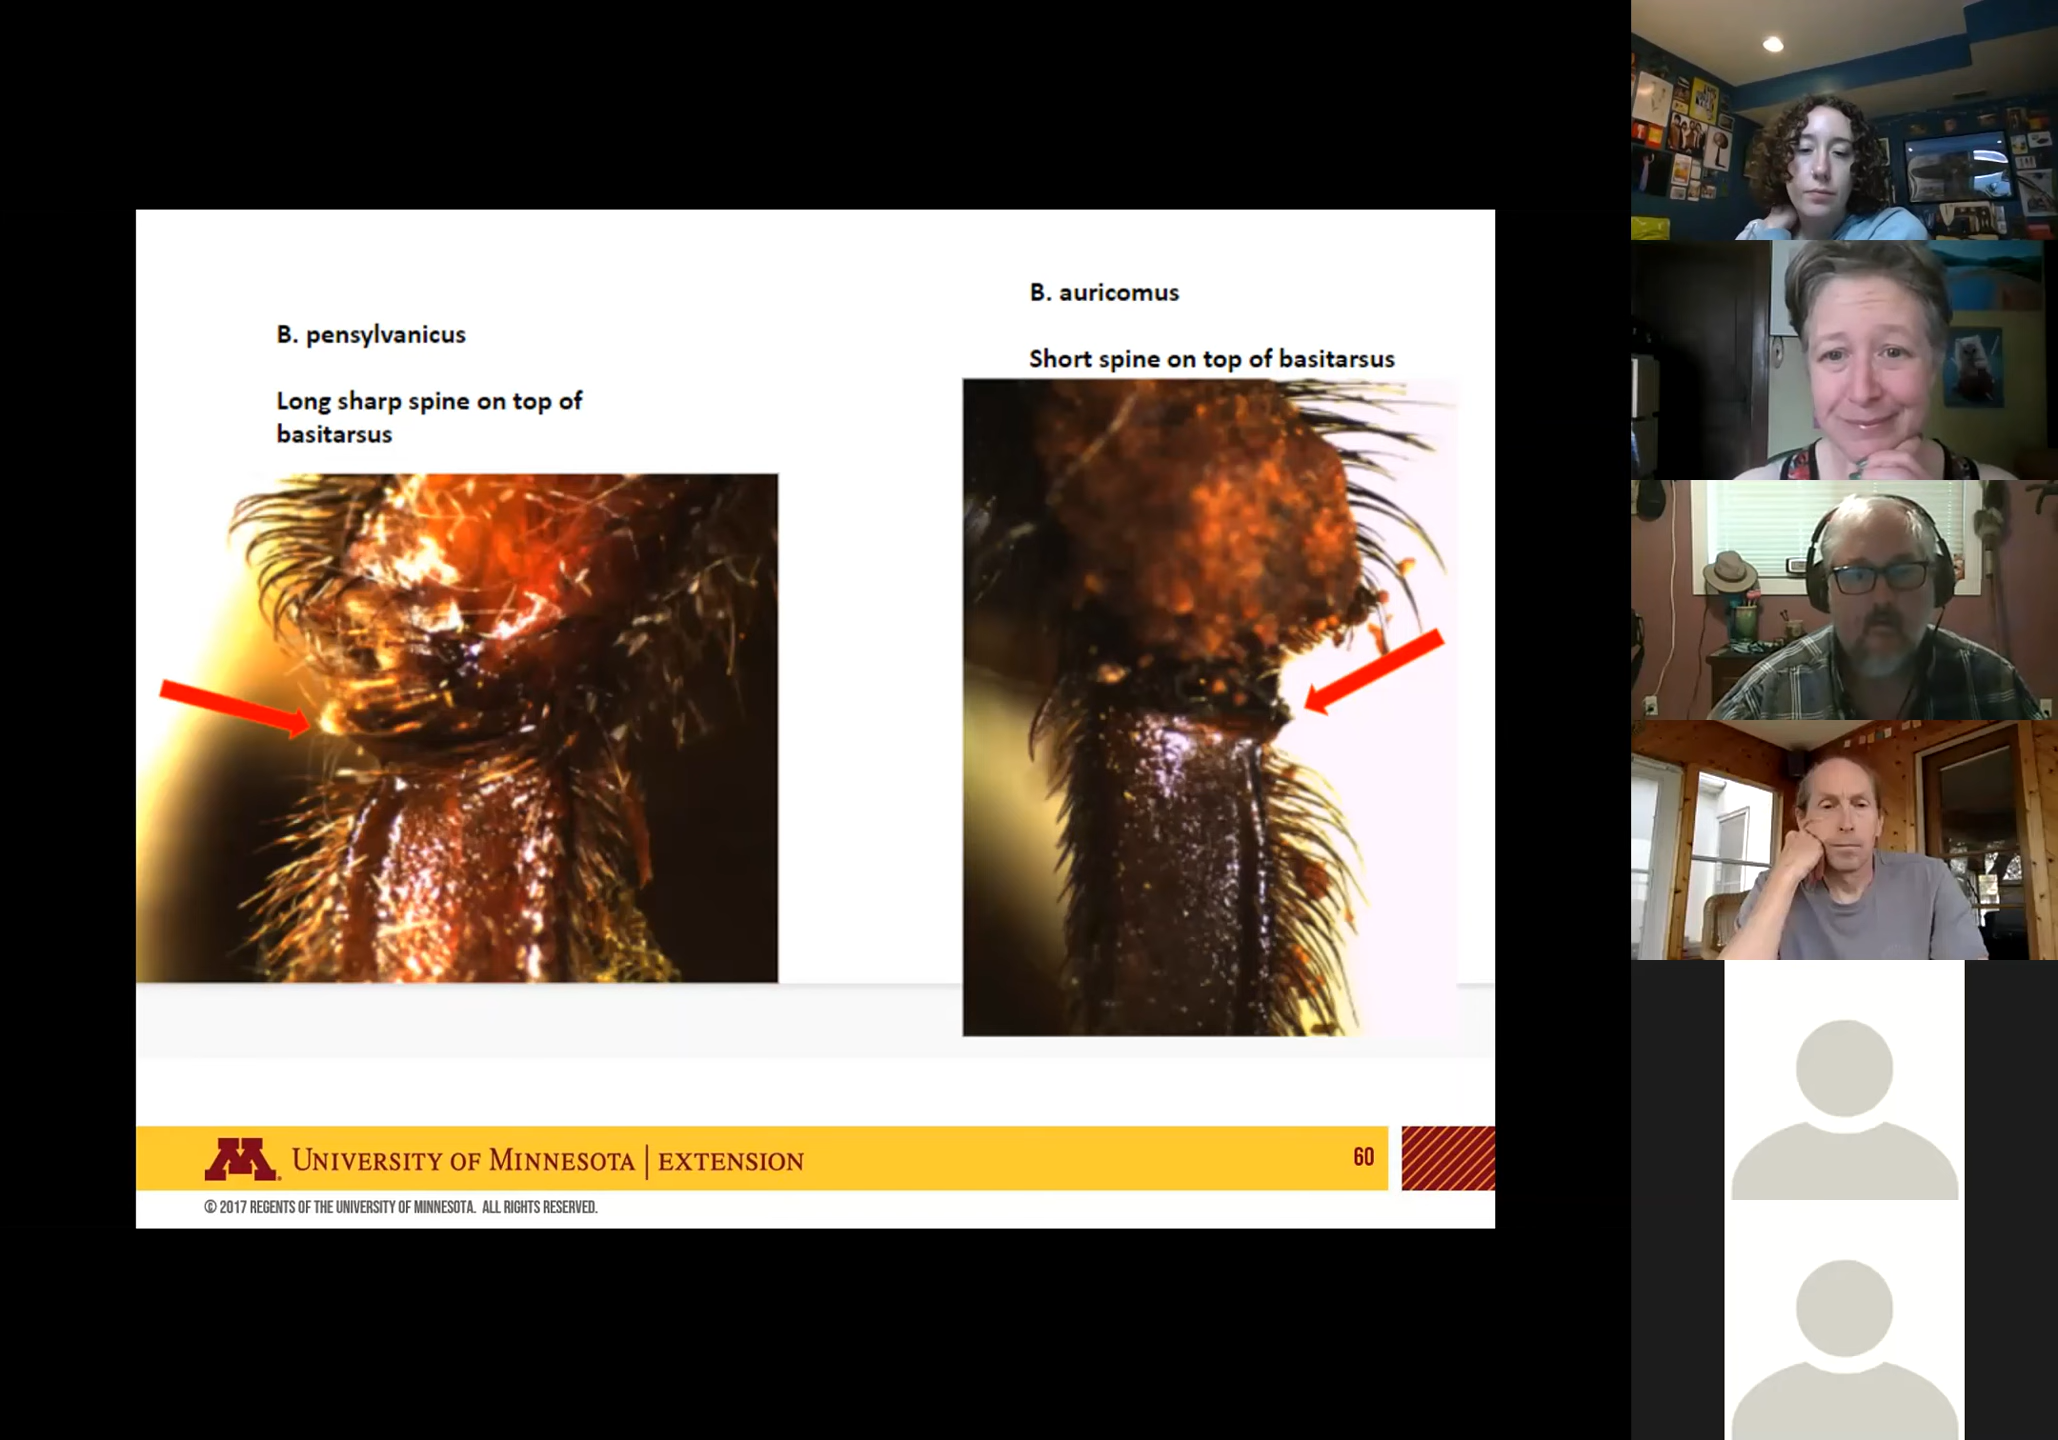 B. pensylvanicus
Long sharp spine on top of
basitarsus
B. auricomus
Short spine on top of basitarsus
UNIVERSITY OF MINNESOTA | EXTENSION
60
© 2017 REGENTS OF THE UNIVERSITY OF MINNESOTA. ALL RIGHTS RESERVED.